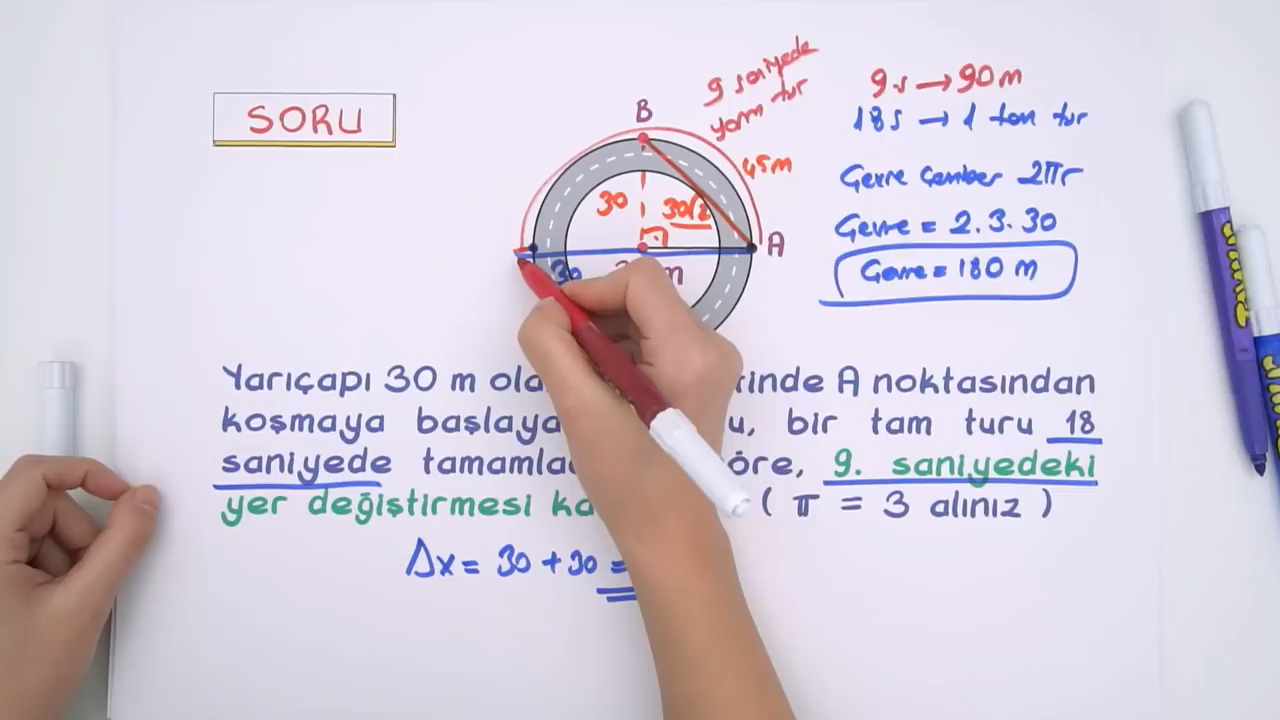 SORU
B
9 saniyede
yarım tur
45m
A
30
30√2
30
m
9s → 90m
18s → 1 tam tur
Çevre Çember 2πr
Çevre = 2.3.30
Çevre = 180 m
Yarıçapı 30 m ola rinde A noktasından
koşmaya başlaya u, bir tam turu 18
saniyede tamamla öre, 9. saniyedeki
yer değiştirmesi ka ( π = 3 alınız )
Δx = 30 + 30 =